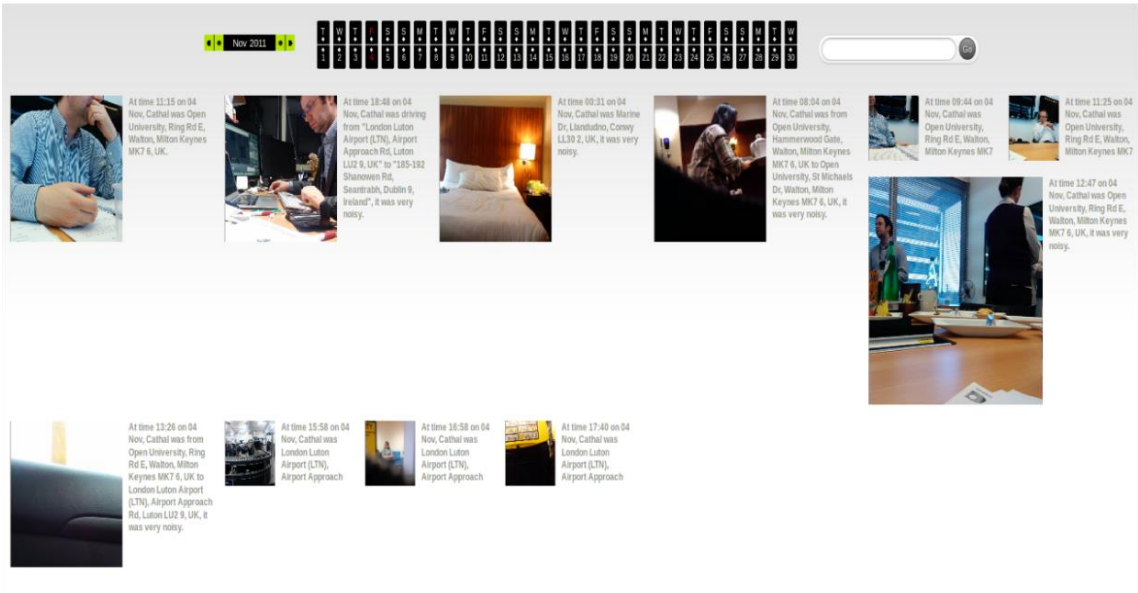 Nov 2011
T W T F S S M T W T F S S M T W T F S S M T W T F S S M T W
1 2 3 4 5 6 7 8 9 10 11 12 13 14 15 16 17 18 19 20 21 22 23 24 25 26 27 28 29 30
Go
At time 11:15 on 04
Nov, Cathal was Open
University, Ring Rd E,
Walton, Milton Keynes
MK7 6, UK.
At time 18:48 on 04
Nov, Cathal was driving
from "London Luton
Airport (LTN), Airport
Approach Rd, Luton
LU2 9, UK" to "185-192
Shanowen Rd,
Seantrabh, Dublin 9,
Ireland", it was very
noisy.
At time 00:31 on 04
Nov, Cathal was Marine
Dr, Llandudno, Conwy
LL30 2, UK, it was very
noisy.
At time 08:04 on 04
Nov, Cathal was from
Open University,
Hammerwood Gate,
Walton, Milton Keynes
MK7 6, UK to Open
University, St Michaels
Dr, Walton, Milton
Keynes MK7 6, UK, it
was very noisy.
At time 09:44 on 04
Nov, Cathal was
Open University,
Ring Rd E, Walton,
Milton Keynes MK7
At time 11:25 on 04
Nov, Cathal was
Open University,
Ring Rd E, Walton,
Milton Keynes MK7
At time 12:47 on 04
Nov, Cathal was Open
University, Ring Rd E,
Walton, Milton Keynes
MK7 6, UK, it was very
noisy.
At time 13:26 on 04
Nov, Cathal was from
Open University, Ring
Rd E, Walton, Milton
Keynes MK7 6, UK to
London Luton Airport
(LTN), Airport Approach
Rd, Luton LU2 9, UK, it
was very noisy.
At time 15:58 on 04
Nov, Cathal was
London Luton
Airport (LTN),
Airport Approach
At time 16:58 on 04
Nov, Cathal was
London Luton
Airport (LTN),
Airport Approach
At time 17:40 on 04
Nov, Cathal was
London Luton
Airport (LTN),
Airport Approach